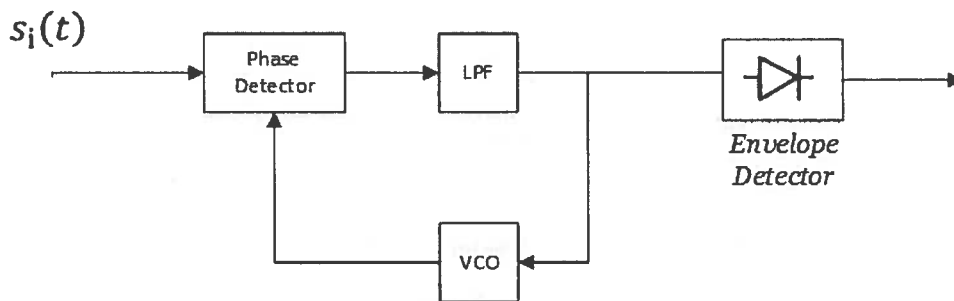 s_i(t)
Phase
Detector
LPF
Envelope
Detector
VCO